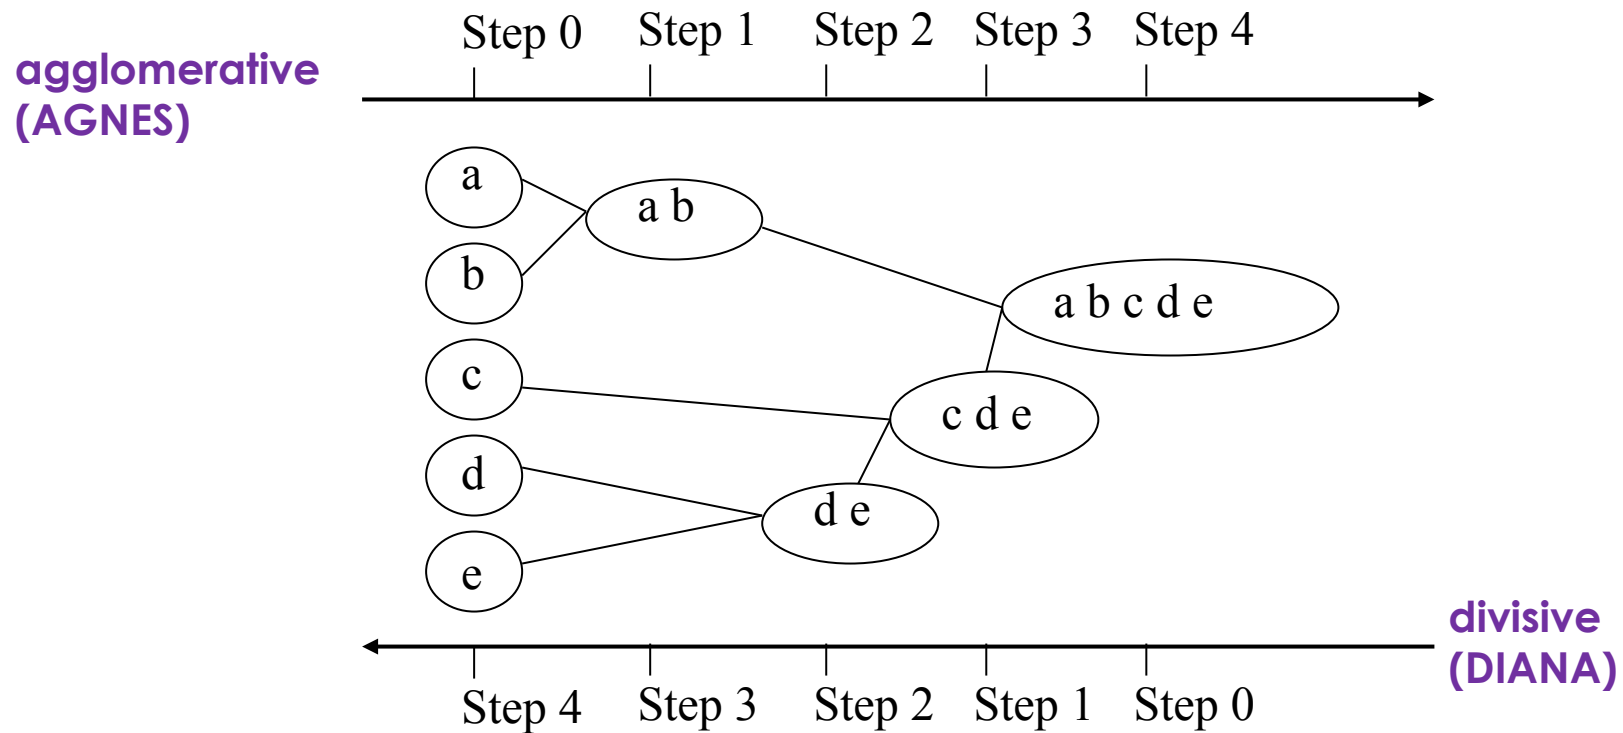 Step 0 Step 1 Step 2 Step 3 Step 4
agglomerative
(AGNES)
a
a b
b
a b c d e
c
c d e
d
d e
e
divisive
(DIANA)
Step 4 Step 3 Step 2 Step 1 Step 0